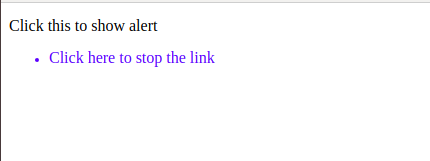 Click this to show alert
Click here to stop the link